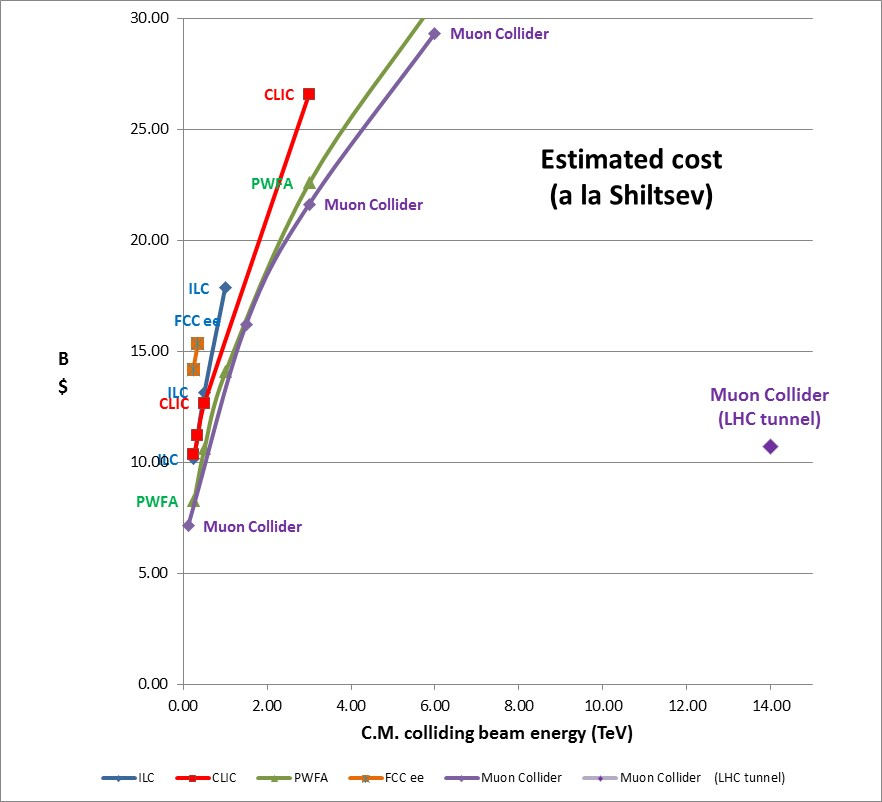 30.00
Muon Collider
CLIC
25.00
Estimated cost
(a la Shiltsev)
PWFA
Muon Collider
20.00
ILC
FCC ee
15.00
B
$
ILC
CLIC
Muon Collider
(LHC tunnel)
10.00
ILC
PWFA
Muon Collider
5.00
0.00
0.00 2.00 4.00 6.00 8.00 10.00 12.00 14.00
C.M. colliding beam energy (TeV)
ILC CLIC PWFA FCC ee Muon Collider Muon Collider (LHC tunnel)